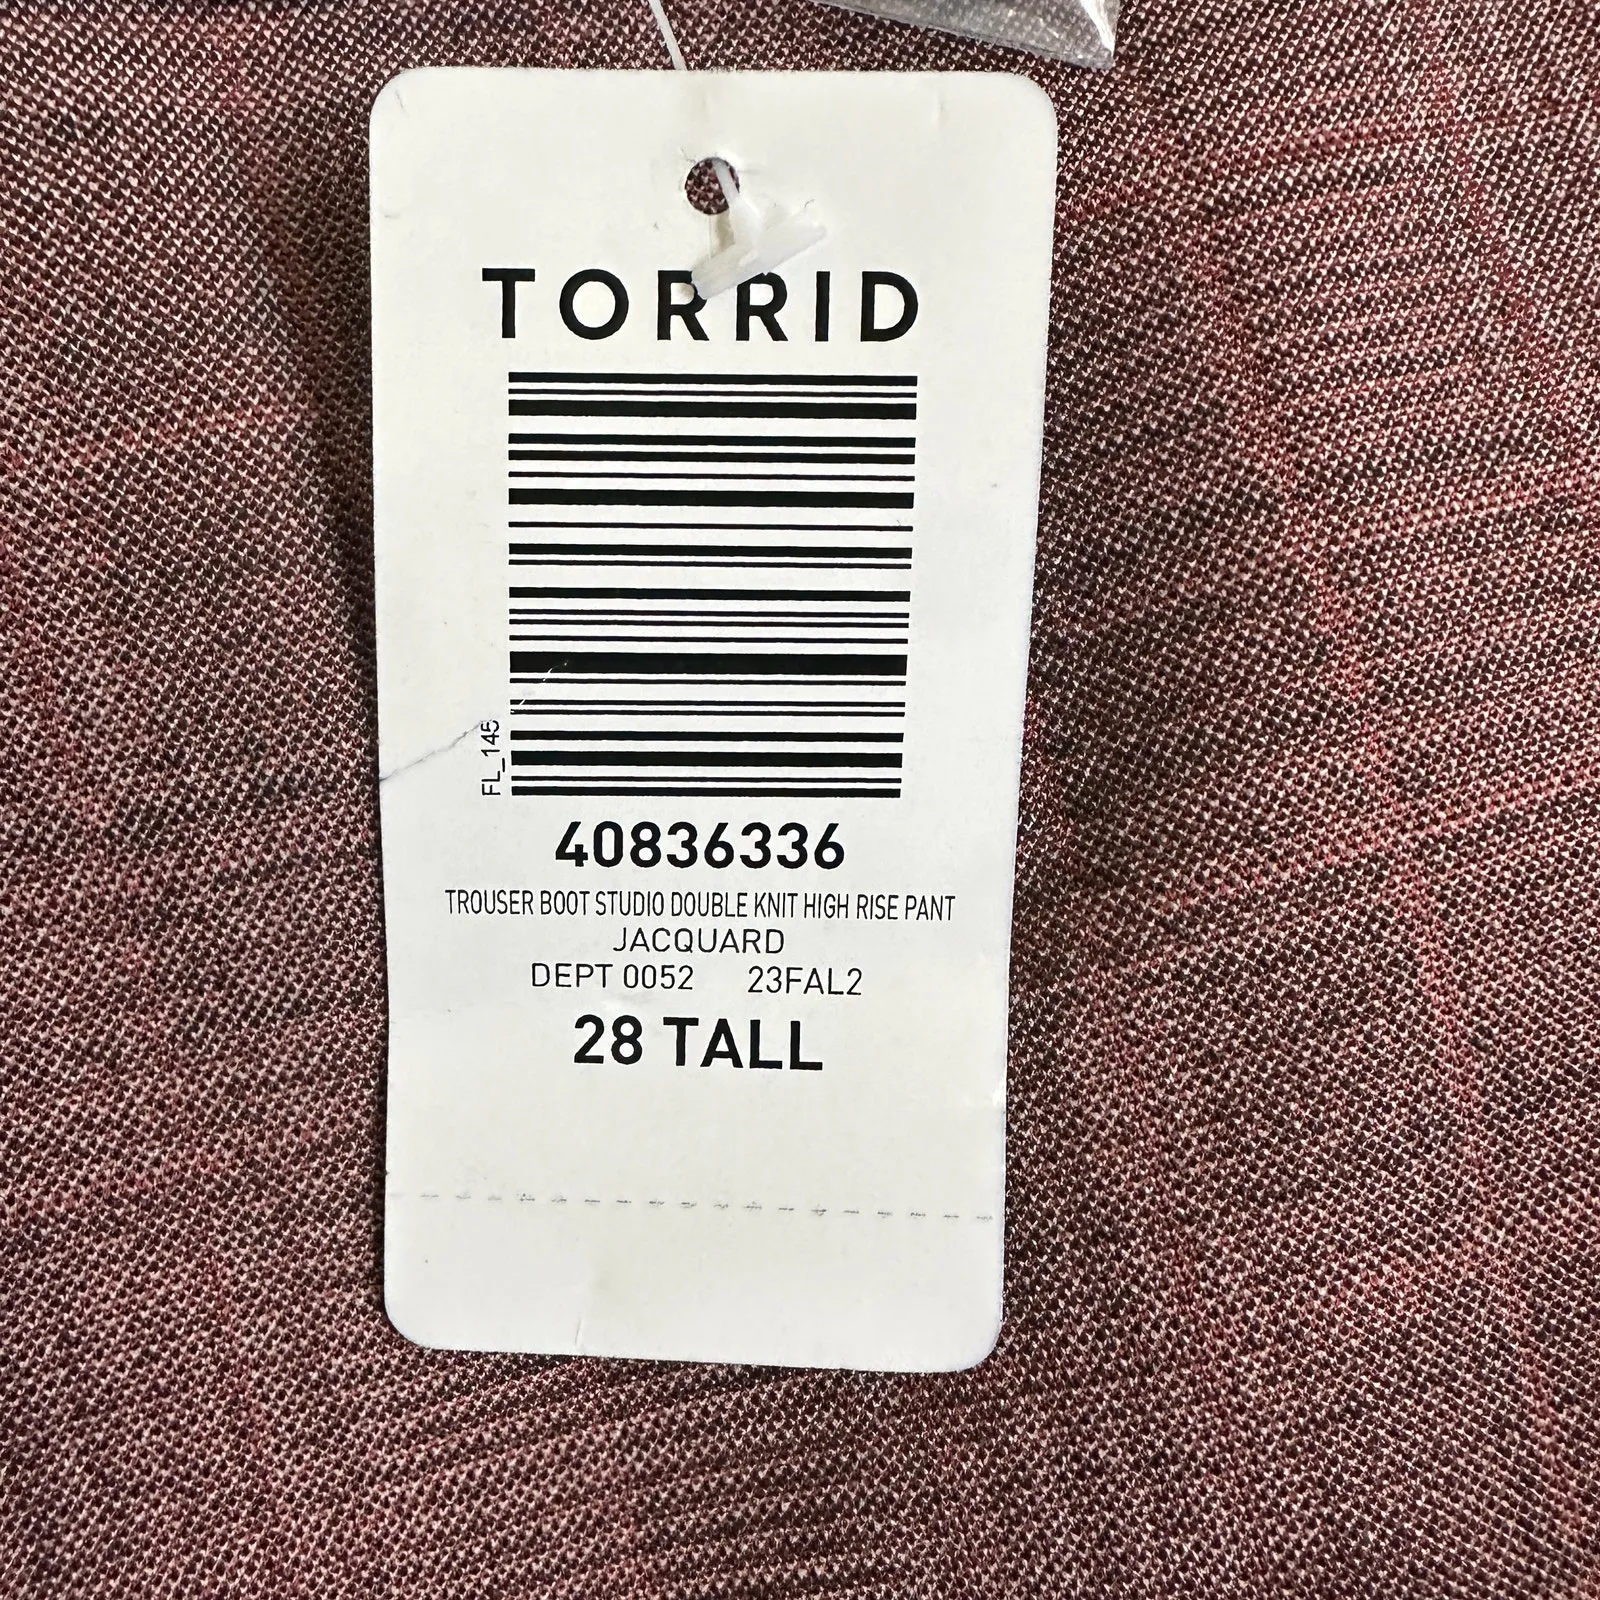 TORRID
FL_145
40836336
TROUSER BOOT STUDIO DOUBLE KNIT HIGH RISE PANT
JACQUARD
DEPT 0052 23FAL2
28 TALL